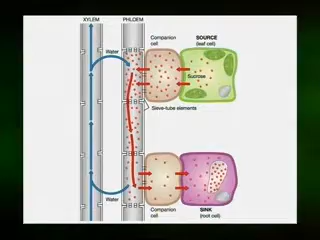 XYLEM
PHLOEM
Companion
cell
SOURCE
(leaf cell)
Water
Sucrose
Sieve-tube elements
Water
Companion
cell
SINK
(root cell)